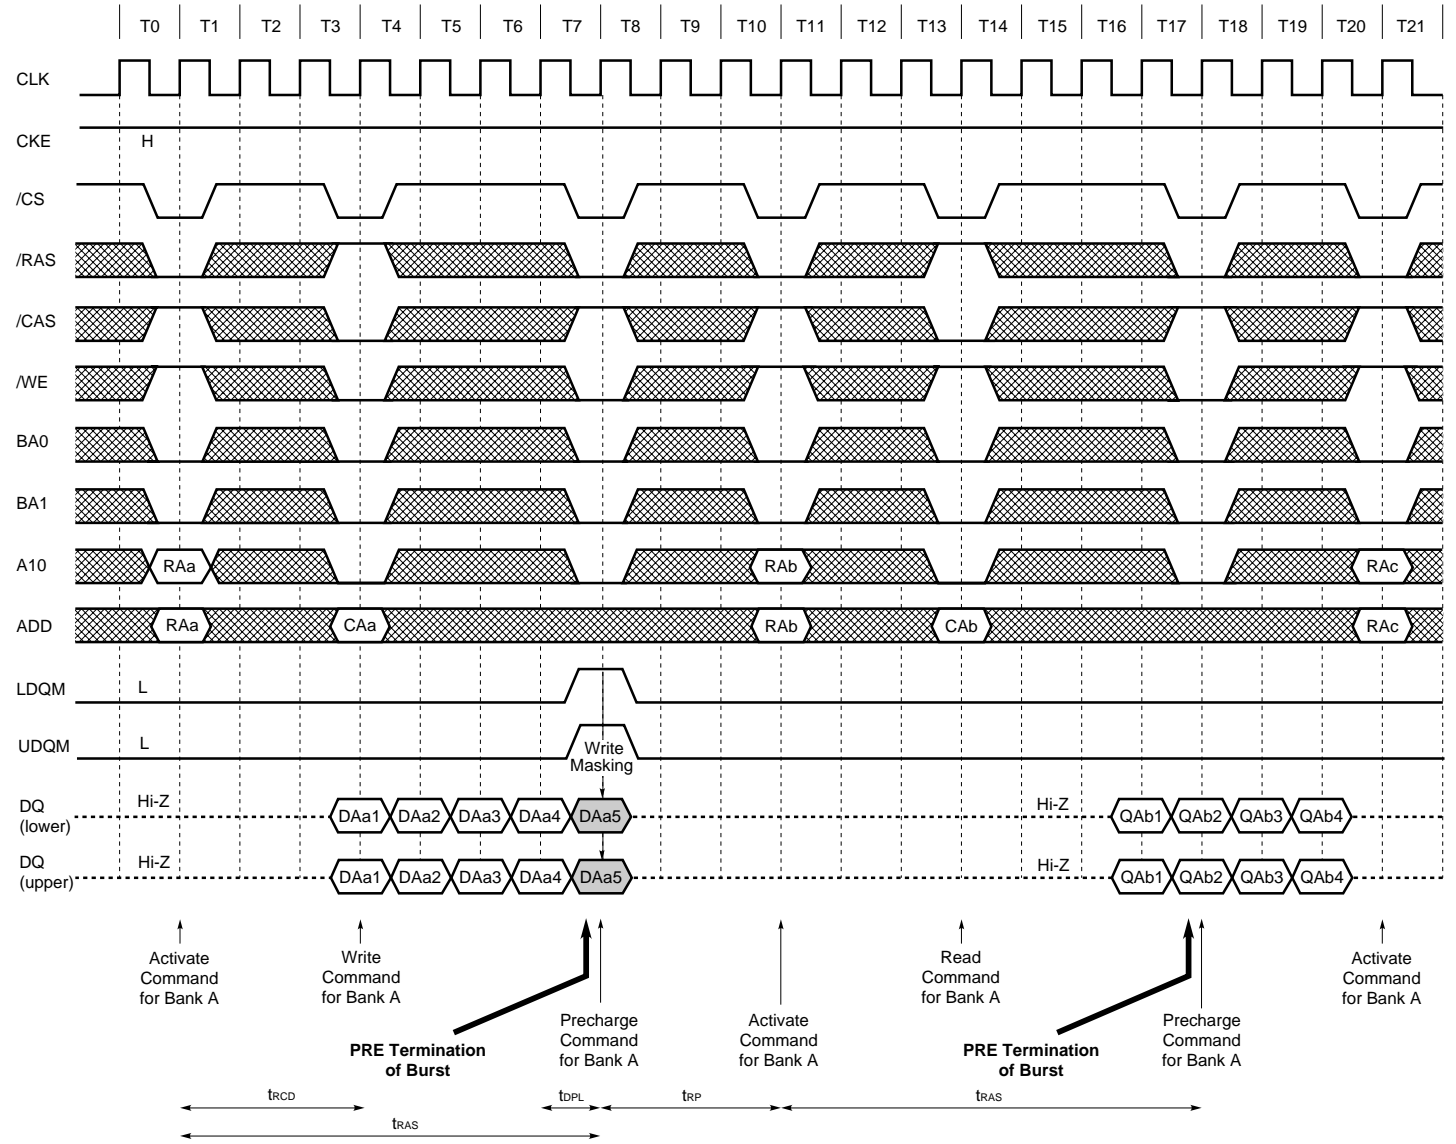 T0 T1 T2 T3 T4 T5 T6 T7 T8 T9 T10 T11 T12 T13 T14 T15 T16 T17 T18 T19 T20 T21
CLK
CKE H
/CS
/RAS
/CAS
/WE
BA0
BA1
A10 RAa RAb RAc
ADD RAa CAa RAb CAb RAc
LDQM L
UDQM L
Write
Masking
DQ
(lower)
Hi-Z DAa1 DAa2 DAa3 DAa4 DAa5 Hi-Z QAb1 QAb2 QAb3 QAb4
DQ
(upper)
Hi-Z DAa1 DAa2 DAa3 DAa4 DAa5 Hi-Z QAb1 QAb2 QAb3 QAb4
Activate
Command
for Bank A
Write
Command
for Bank A
Read
Command
for Bank A
Activate
Command
for Bank A
PRE Termination
of Burst
Precharge
Command
for Bank A
Activate
Command
for Bank A
PRE Termination
of Burst
Precharge
Command
for Bank A
tRCD tDPL tRP tRAS
tRAS